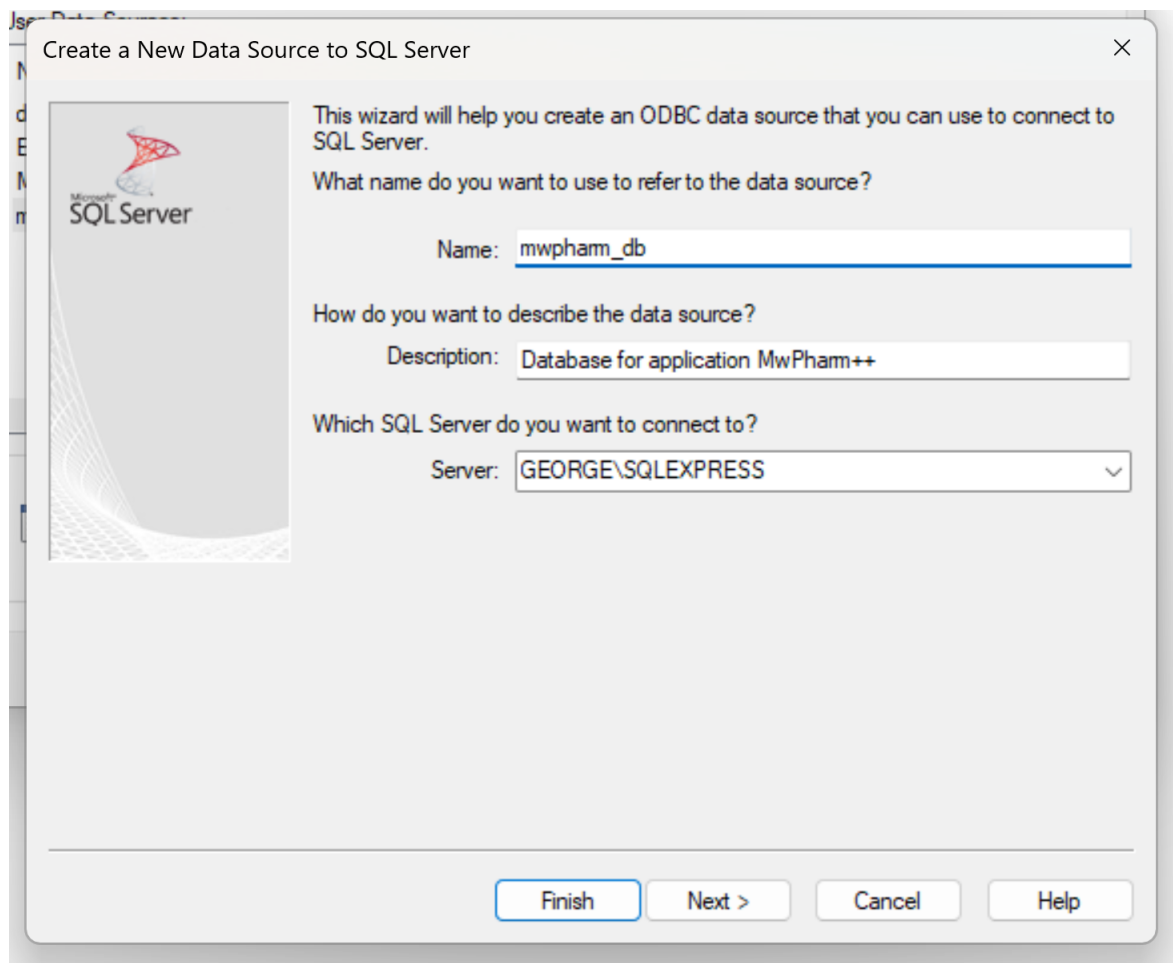 Create a New Data Source to SQL Server
Microsoft
SQL Server
This wizard will help you create an ODBC data source that you can use to connect to
SQL Server.
What name do you want to use to refer to the data source?
Name: mwpharm_db
How do you want to describe the data source?
Description: Database for application MwPharm++
Which SQL Server do you want to connect to?
Server: GEORGE\SQLEXPRESS
Finish
Next >
Cancel
Help